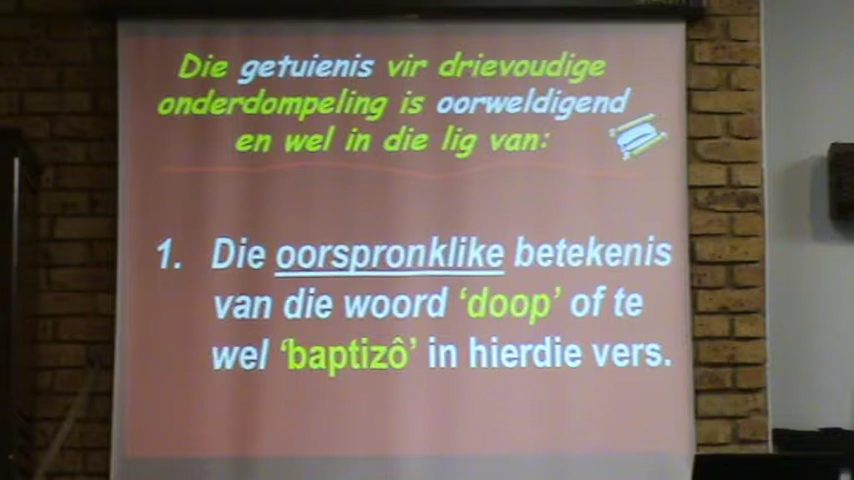 Die getuienis vir drievoudige
onderdompeling is oorweldigend
en wel in die lig van:
1. Die oorspronklike betekenis
van die woord ‘doop’ of te
wel ‘baptizô’ in hierdie vers.